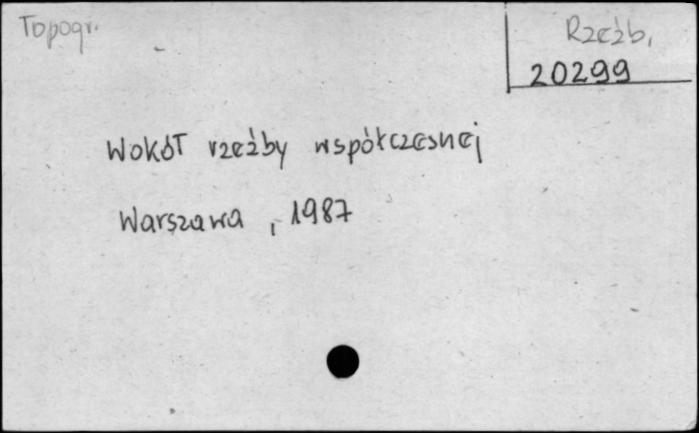 Topogr.
Rzeźb.
20299
Wokół rzeźby współczesnej
Warszawa, 1987